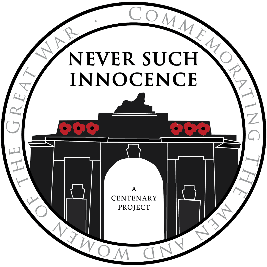 COMMEMORATING THE MEN AND WOMEN OF THE GREAT WAR ·
NEVER SUCH
INNOCENCE
A
CENTENARY
PROJECT